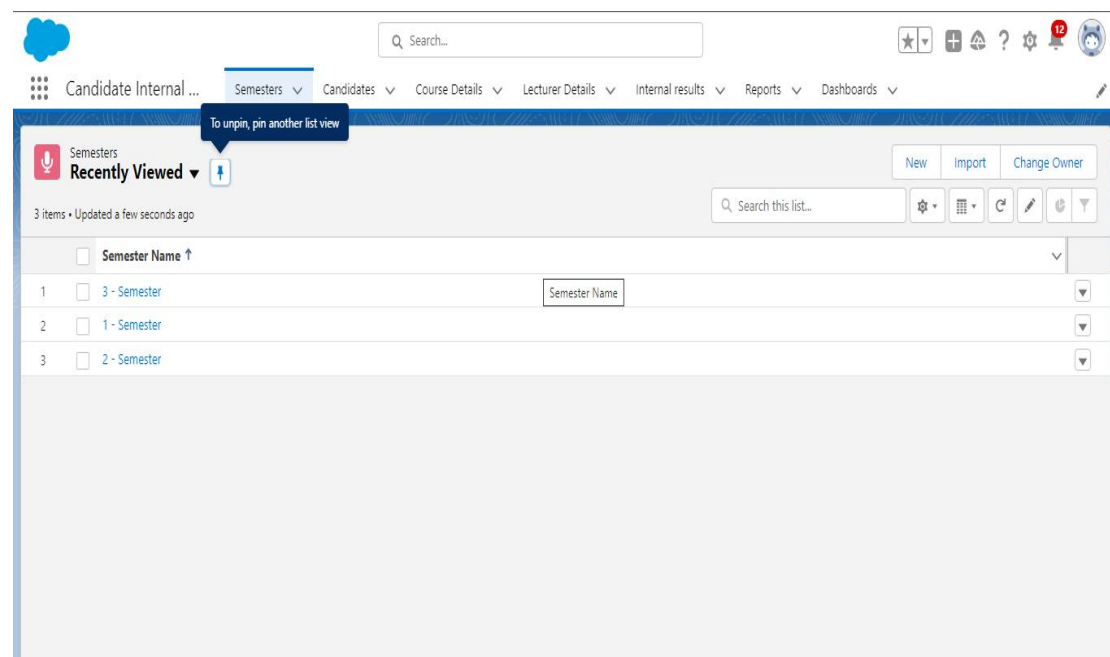 Search...
12
Candidate Internal ... Semesters Candidates Course Details Lecturer Details Internal results Reports Dashboards
To unpin, pin another list view
Semesters
Recently Viewed
New Import Change Owner
3 items • Updated a few seconds ago
Search this list...
Semester Name ↑
1 3 - Semester
Semester Name
2 1 - Semester
3 2 - Semester